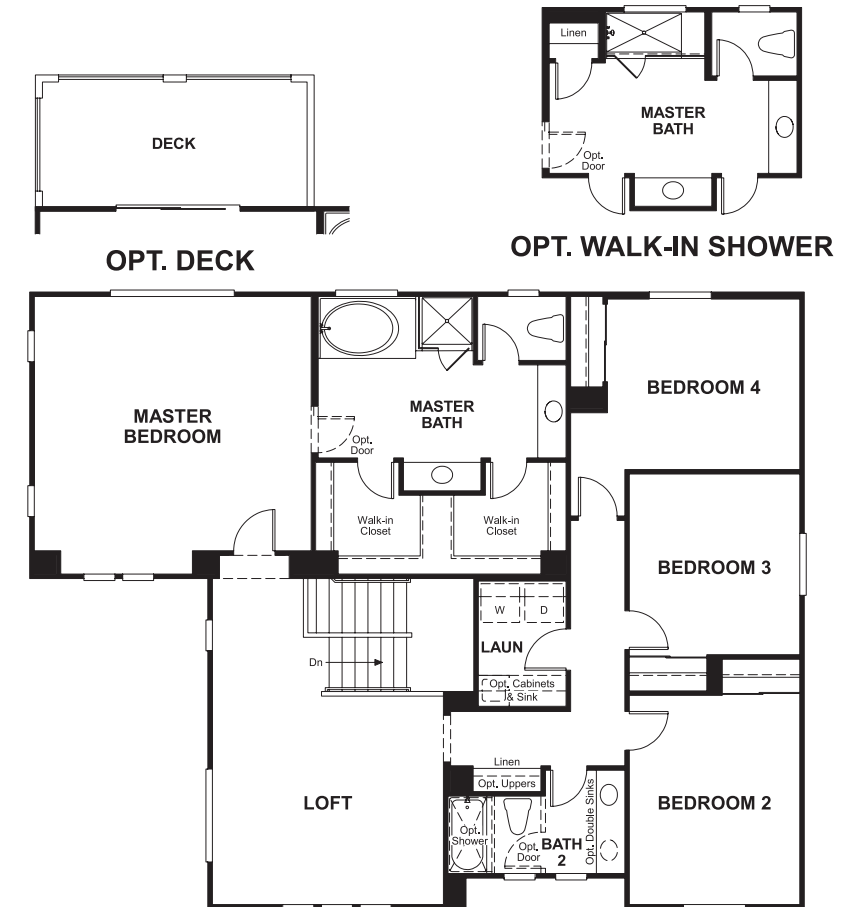 Linen
MASTER
BATH
Opt.
Door
DECK
OPT. DECK
OPT. WALK-IN SHOWER
MASTER
BEDROOM
MASTER
BATH
Opt.
Door
BEDROOM 4
Walk-in
Closet
Walk-in
Closet
BEDROOM 3
W
D
LAUN
Opt. Cabinets
& Sink
Dn
LOFT
Linen
Opt. Uppers
Opt.
Shower
Opt.
Door
BATH
2
Opt. Double Sinks
BEDROOM 2